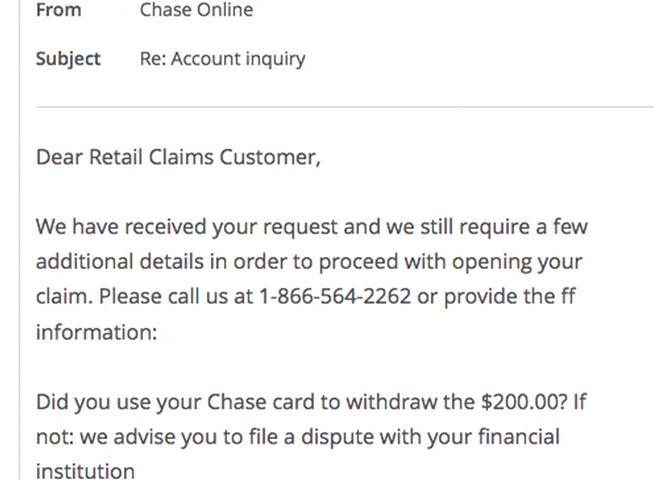 From Chase Online
Subject Re: Account inquiry
Dear Retail Claims Customer,
We have received your request and we still require a few
additional details in order to proceed with opening your
claim. Please call us at 1-866-564-2262 or provide the ff
information:
Did you use your Chase card to withdraw the $200.00? If
not: we advise you to file a dispute with your financial
institution